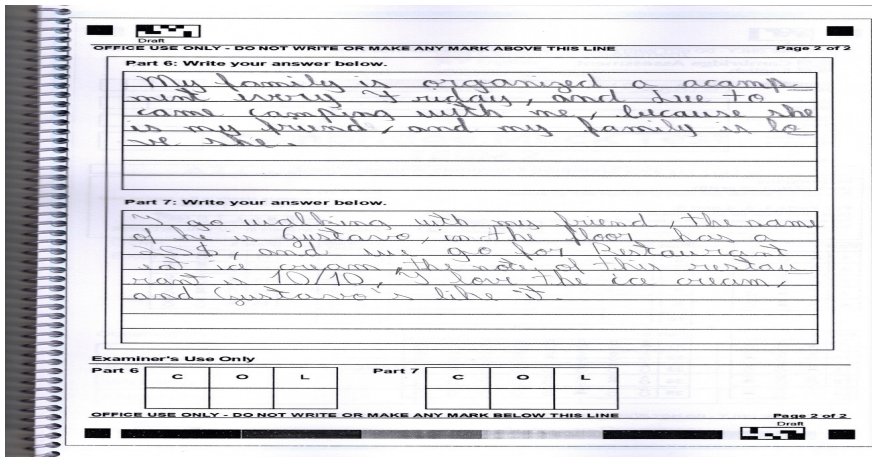 Draft
OFFICE USE ONLY - DO NOT WRITE OR MAKE ANY MARK ABOVE THIS LINE Page 2 of 2
Part 6: Write your answer below.
My family is organized a acamp
ment every Friday, and due to
came camping with me, because she
is my friend, and my family is lo
ve she.
Part 7: Write your answer below.
I go walking with my friend, the name
of he is Gustavo, in the floor has a
and we go for Restaurant
eat ice cream, the note of this restau
rant is 10/10, I love the ice cream,
and Gustavo's like it.
Examiner's Use Only
Part 6 C O L Part 7 C O L
OFFICE USE ONLY - DO NOT WRITE OR MAKE ANY MARK BELOW THIS LINE Page 2 of 2
Draft